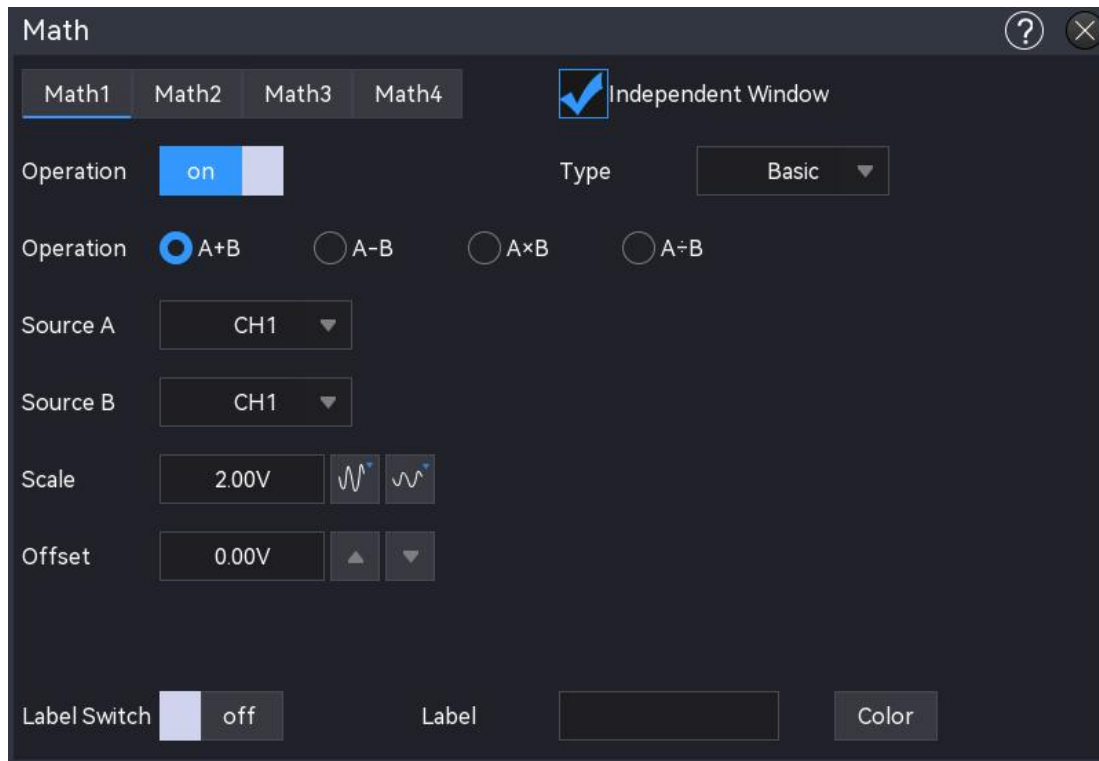 Math ?
Math1 Math2 Math3 Math4 Independent Window
Operation on Type Basic
Operation A+B A-B A×B A÷B
Source A CH1
Source B CH1
Scale 2.00V
Offset 0.00V
Label Switch off Label Color